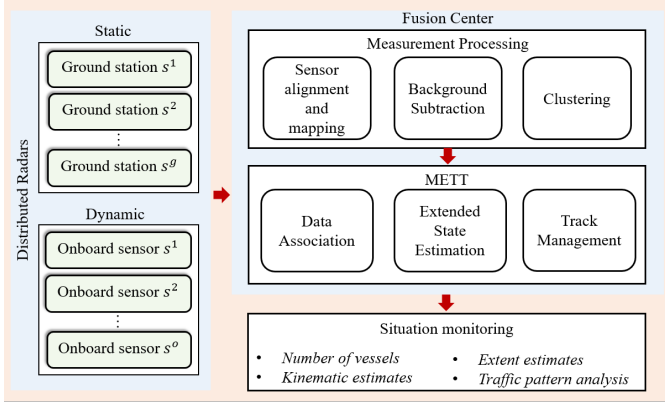 Distributed Radars
Static
Ground station s¹
Ground station s²
⋮
Ground station sᵍ
Dynamic
Onboard sensor s¹
Onboard sensor s²
⋮
Onboard sensor sᵒ
Fusion Center
Measurement Processing
Sensor
alignment
and
mapping
Background
Subtraction
Clustering
METT
Data
Association
Extended
State
Estimation
Track
Management
Situation monitoring
• Number of vessels
• Kinematic estimates
• Extent estimates
• Traffic pattern analysis